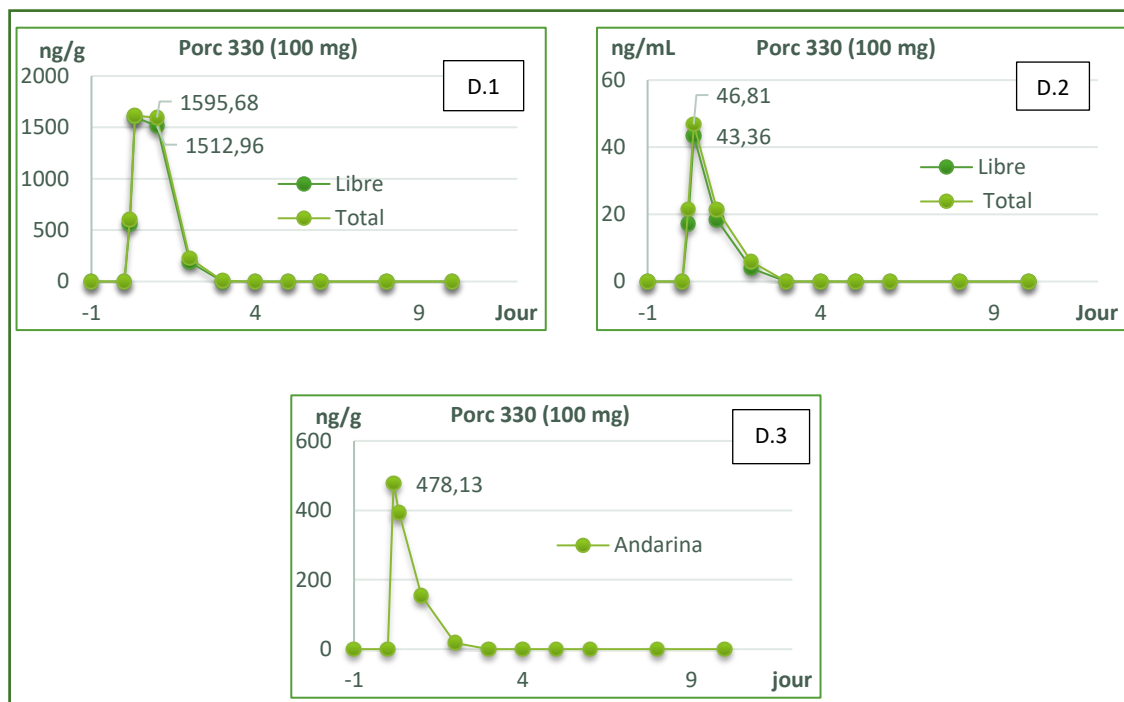 ng/g Porc 330 (100 mg)
D.1
2000
1500
1000
500
0
1595,68
1512,96
Libre
Total
-1 4 9 Jour
ng/mL Porc 330 (100 mg)
D.2
60
40
20
0
46,81
43,36
Libre
Total
-1 4 9 Jour
ng/g Porc 330 (100 mg)
D.3
600
400
200
0
478,13
Andarina
-1 4 9 jour